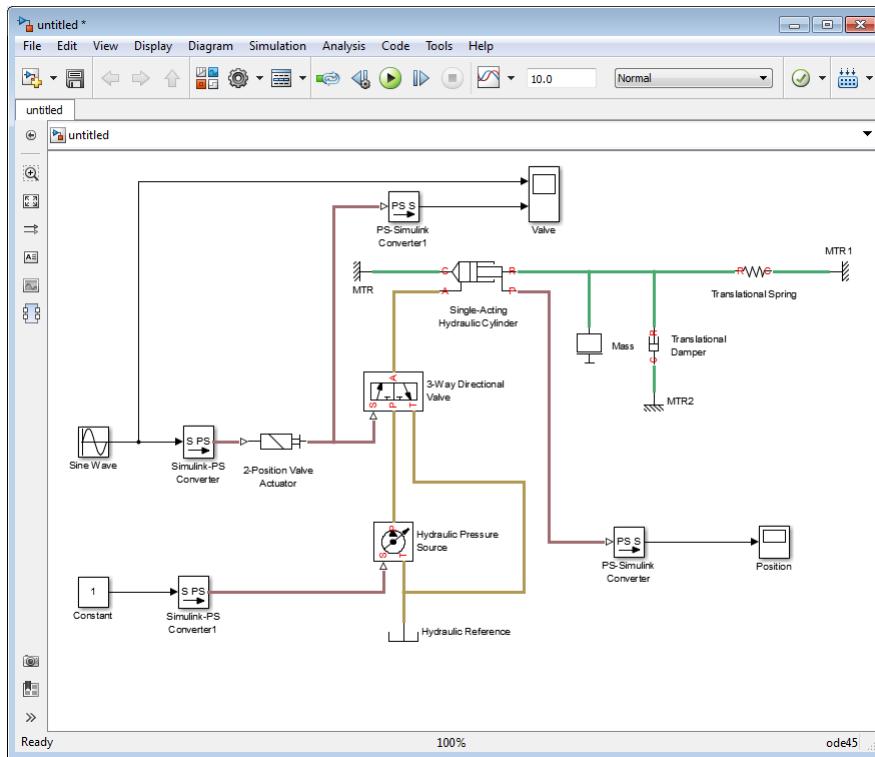 untitled *
File Edit View Display Diagram Simulation Analysis Code Tools Help
10.0 Normal
untitled
untitled
PS S
PS-Simulink
Converter1
Valve
MTR
C
R
A
P
Single-Acting
Hydraulic Cylinder
R
C
Translational Spring
MTR1
Mass
R
C
Translational
Damper
MTR2
A
S
P
T
3-Way Directional
Valve
Sine Wave
S PS
Simulink-PS
Converter
2-Position Valve
Actuator
P
S
T
Hydraulic Pressure
Source
PS S
PS-Simulink
Converter
Position
1
Constant
S PS
Simulink-PS
Converter1
Hydraulic Reference
Ready 100% ode45